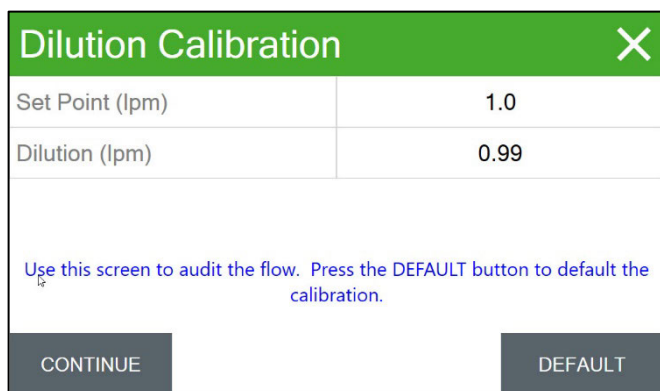 Dilution Calibration
Set Point (lpm) 1.0
Dilution (lpm) 0.99
Use this screen to audit the flow. Press the DEFAULT button to default the
calibration.
CONTINUE DEFAULT